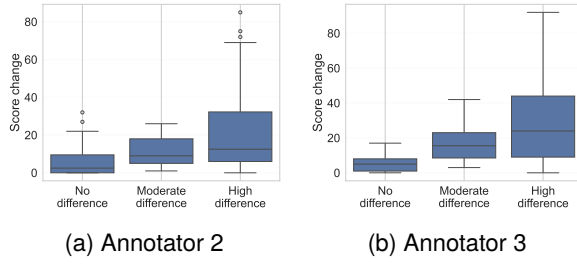 Score change
80
60
40
20
0
No
difference
Moderate
difference
High
difference
(a) Annotator 2
Score change
80
60
40
20
0
No
difference
Moderate
difference
High
difference
(b) Annotator 3